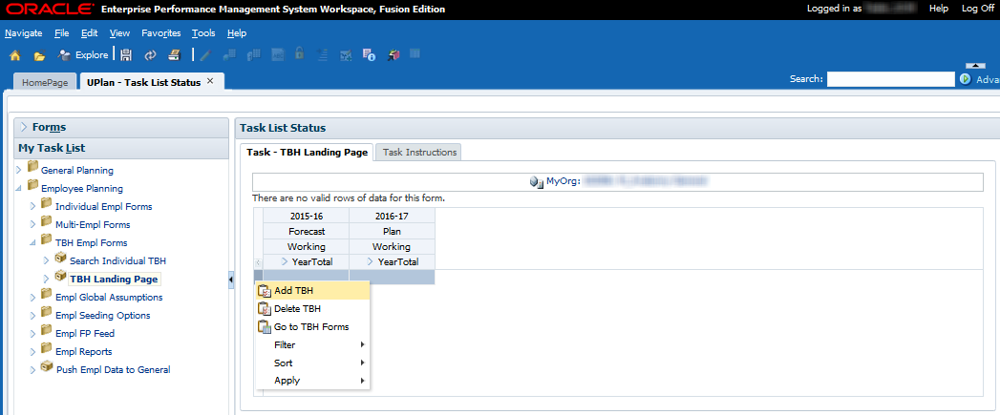 ORACLE Enterprise Performance Management System Workspace, Fusion Edition Logged in as Help Log Off
Navigate File Edit View Favorites Tools Help
Explore
HomePage UPlan - Task List Status Search:
Forms
My Task List
General Planning
Employee Planning
Individual Empl Forms
Multi-Empl Forms
TBH Empl Forms
Search Individual TBH
TBH Landing Page
Empl Global Assumptions
Empl Seeding Options
Empl FP Feed
Empl Reports
Push Empl Data to General
Task List Status
Task - TBH Landing Page Task Instructions
MyOrg:
There are no valid rows of data for this form.
2015-16 2016-17
Forecast Plan
Working Working
YearTotal YearTotal
Add TBH
Delete TBH
Go to TBH Forms
Filter
Sort
Apply